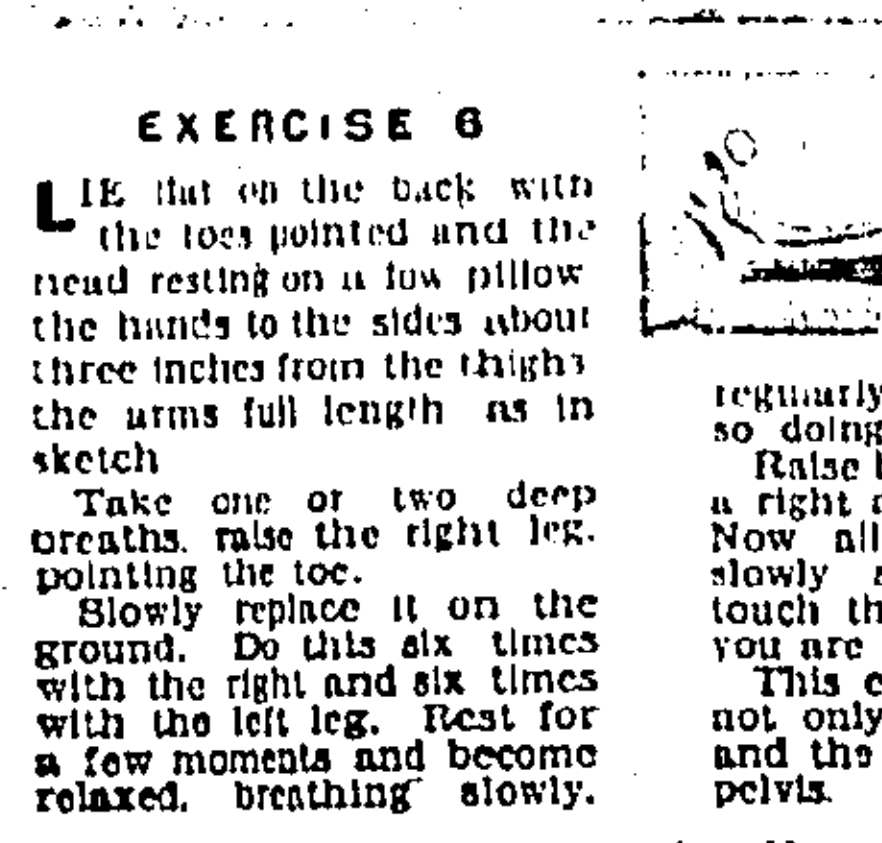 EXERCISE 6
LIE flat on the back with
the toes pointed and the
head resting on a low pillow
the hands to the sides about
three inches from the thighs
the arms full length as in
sketch
Take one or two deep
breaths. raise the right leg.
pointing the toe.
Slowly replace it on the
ground. Do this six times
with the right and six times
with the left leg. Rest for
a few moments and become
relaxed. breathing slowly.
regularly
so doing
Raise
a right
Now all
slowly
touch th
you are
This
not only
and the
pelvis.